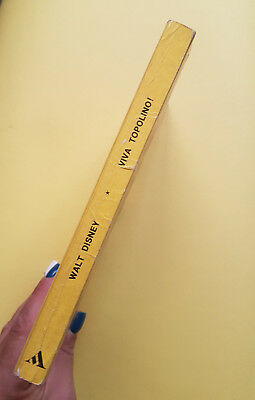 WALT DISNEY * VIVA TOPOLINO!